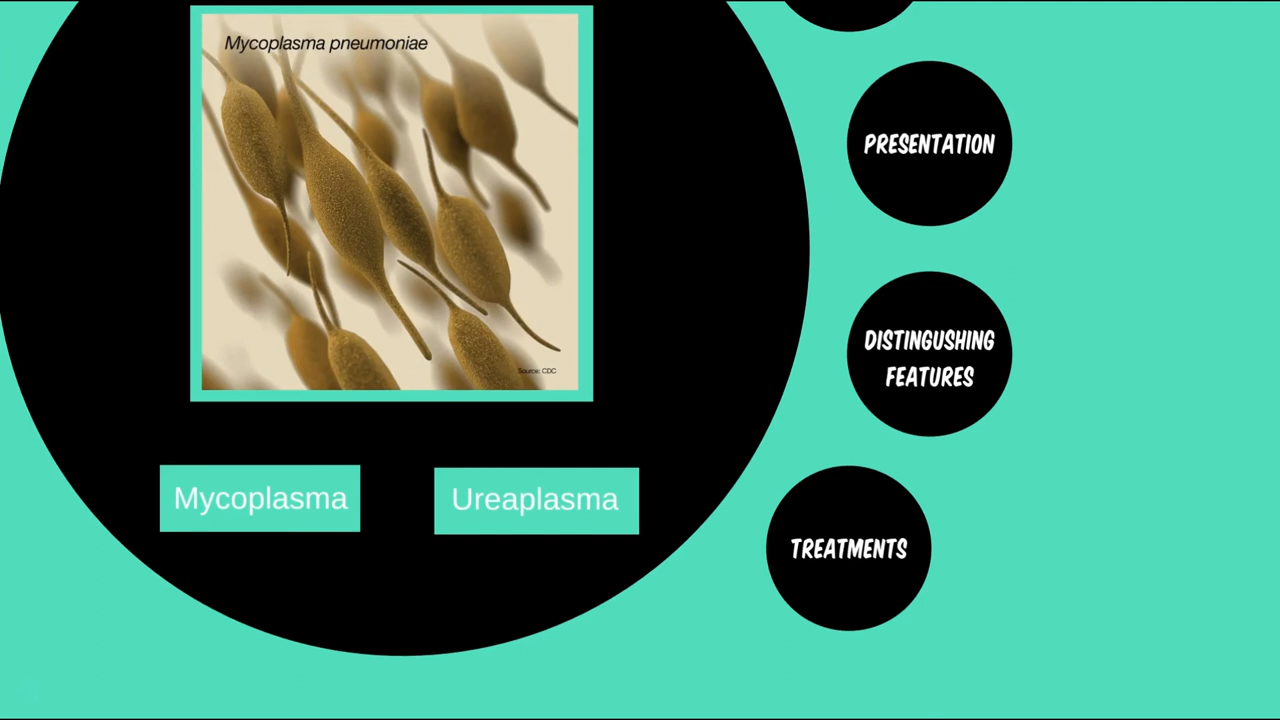 Mycoplasma pneumoniae
Source: CDC
Mycoplasma
Ureaplasma
PRESENTATION
DISTINGUSHING
FEATURES
TREATMENTS